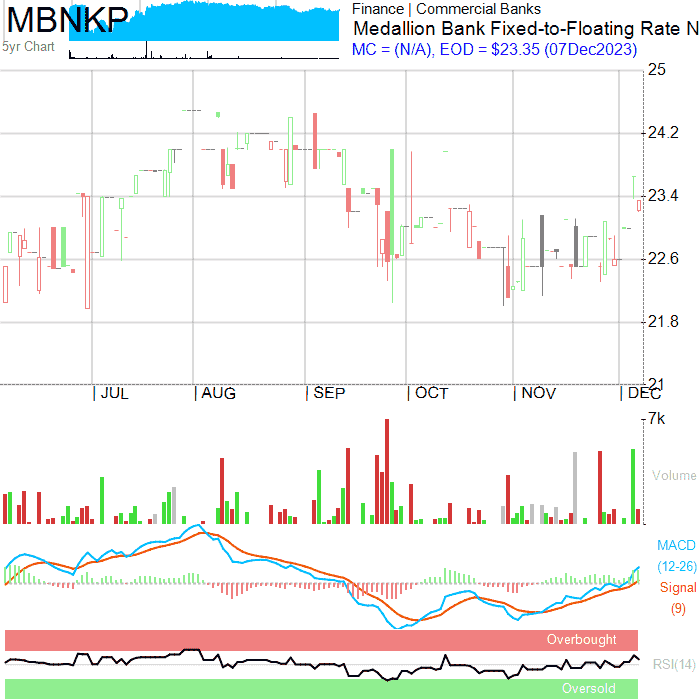 MBNKP
5yr Chart
Finance | Commercial Banks
Medallion Bank Fixed-to-Floating Rate N
MC = (N/A), EOD = $23.35 (07Dec2023)
25
24.2
23.4
22.6
21.8
21
| JUL | AUG | SEP | OCT | NOV | DEC
7k
Volume
MACD
(12-26)
Signal
(9)
Overbought
RSI(14)
Oversold